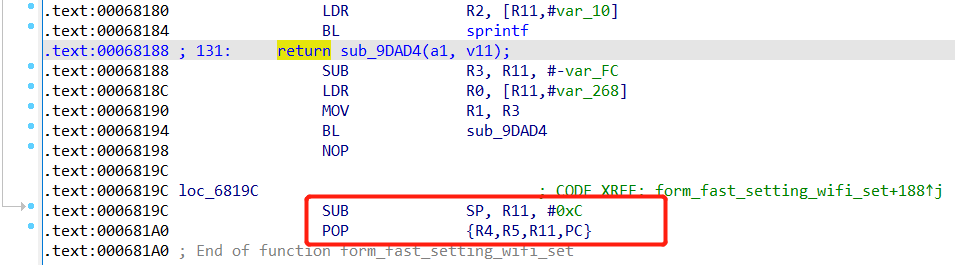 .text:00068180 LDR R2, [R11,#var_10]
.text:00068184 BL sprintf
.text:00068188 ; 131: return sub_9DAD4(a1, v11);
.text:00068188 SUB R3, R11, #-var_FC
.text:0006818C LDR R0, [R11,#var_268]
.text:00068190 MOV R1, R3
.text:00068194 BL sub_9DAD4
.text:00068198 NOP
.text:0006819C
.text:0006819C loc_6819C ; CODE XREF: form_fast_setting_wifi_set+188↑j
.text:0006819C SUB SP, R11, #0xC
.text:000681A0 POP {R4,R5,R11,PC}
.text:000681A0 ; End of function form_fast_setting_wifi_set